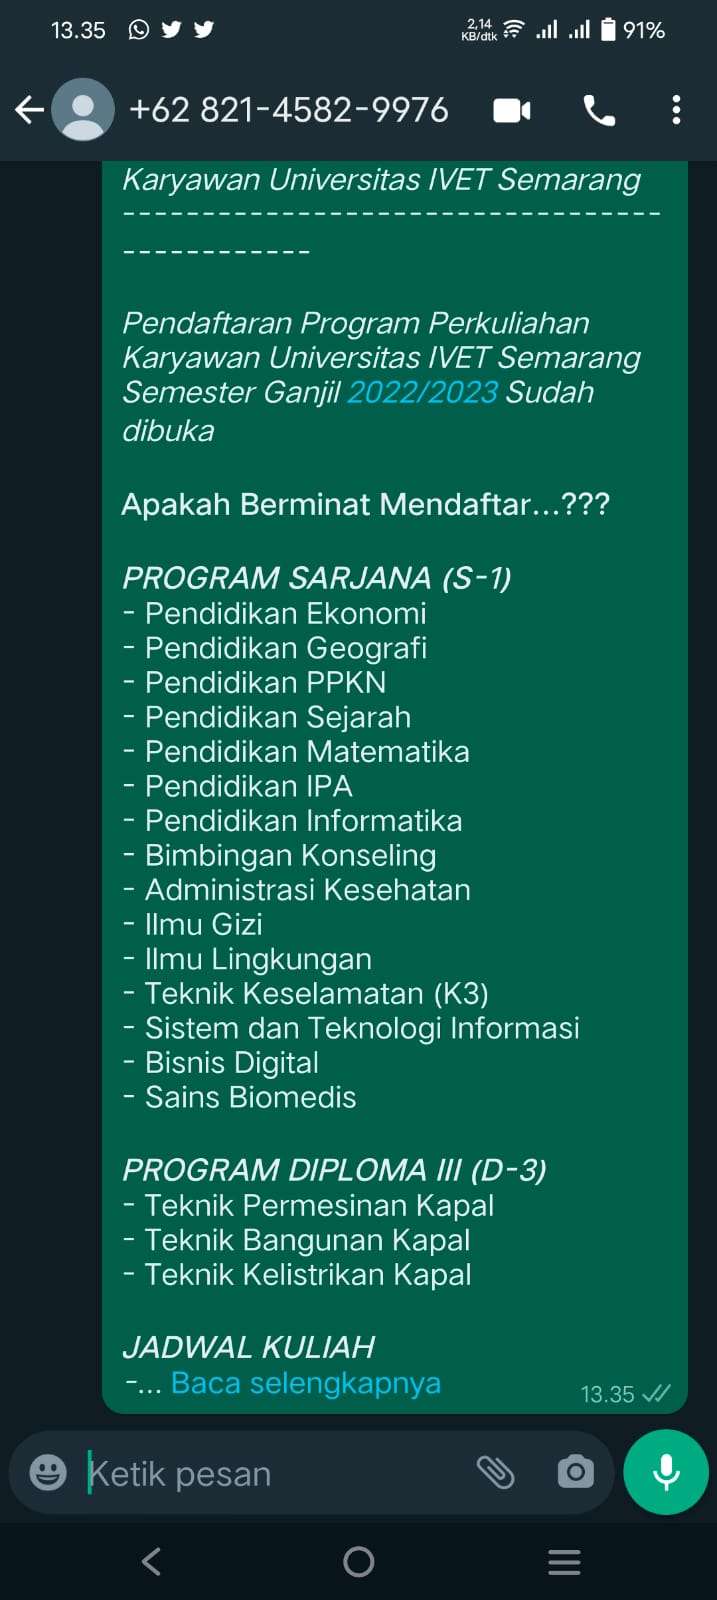 13.35
2,14
KB/dtk
91%
+62 821-4582-9976
Karyawan Universitas IVET Semarang
----------------------------------
------------
Pendaftaran Program Perkuliahan
Karyawan Universitas IVET Semarang
Semester Ganjil 2022/2023 Sudah
dibuka
Apakah Berminat Mendaftar...???
PROGRAM SARJANA (S-1)
- Pendidikan Ekonomi
- Pendidikan Geografi
- Pendidikan PPKN
- Pendidikan Sejarah
- Pendidikan Matematika
- Pendidikan IPA
- Pendidikan Informatika
- Bimbingan Konseling
- Administrasi Kesehatan
- Ilmu Gizi
- Ilmu Lingkungan
- Teknik Keselamatan (K3)
- Sistem dan Teknologi Informasi
- Bisnis Digital
- Sains Biomedis
PROGRAM DIPLOMA III (D-3)
- Teknik Permesinan Kapal
- Teknik Bangunan Kapal
- Teknik Kelistrikan Kapal
JADWAL KULIAH
-... Baca selengkapnya
13.35
Ketik pesan